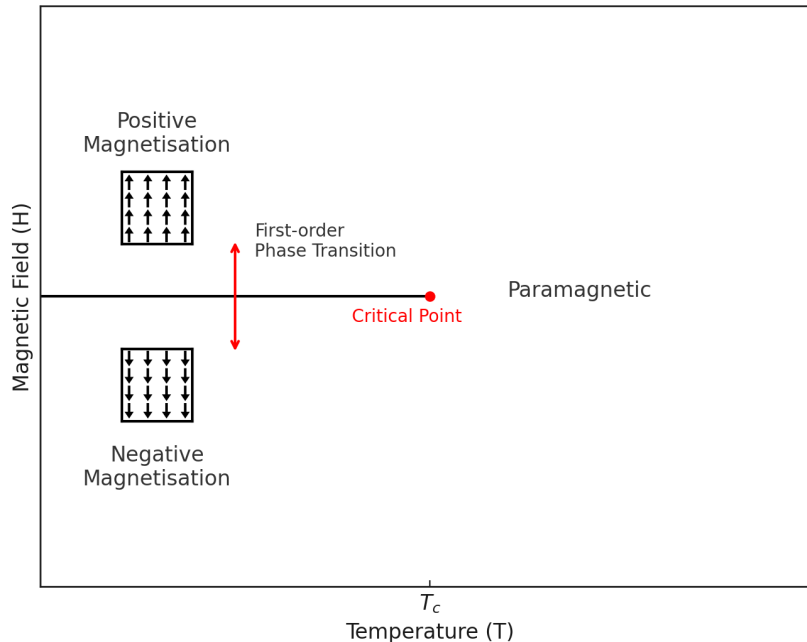 Positive
Magnetisation
First-order
Phase Transition
Magnetic Field (H)
Paramagnetic
Critical Point
Negative
Magnetisation
T_c
Temperature (T)